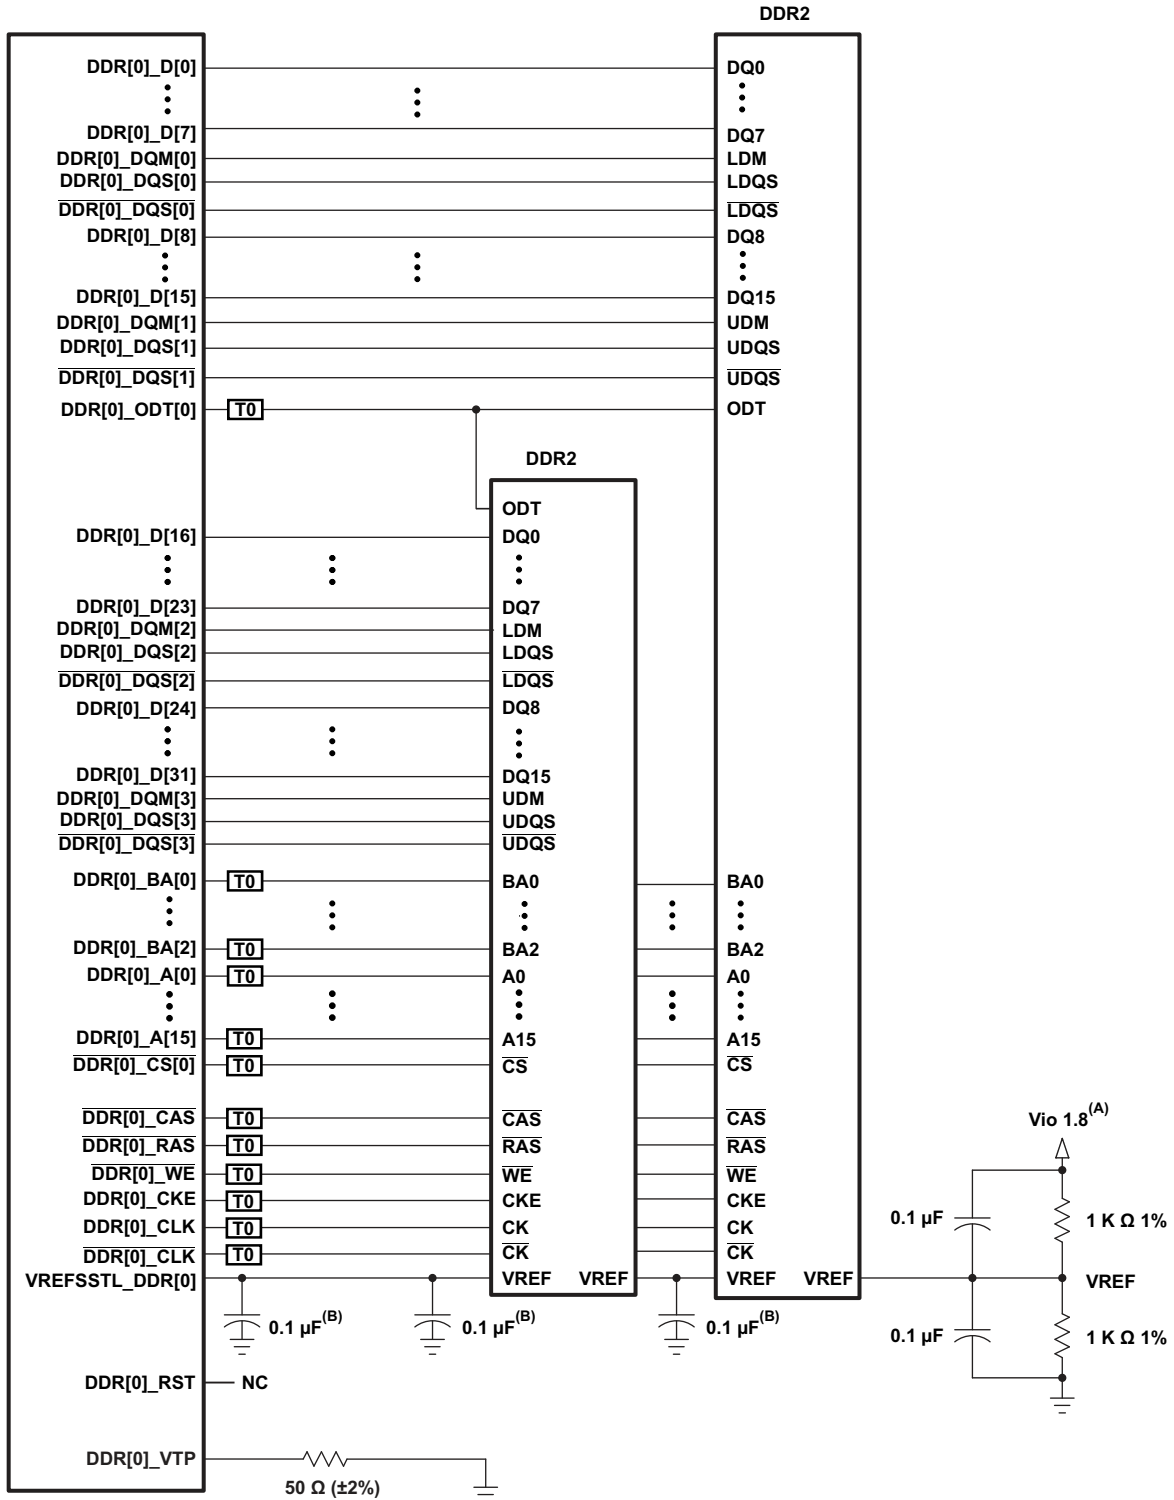 DDR2
DDR[0]_D[0] DQ0
DDR[0]_D[7] DQ7
DDR[0]_DQM[0] LDM
DDR[0]_DQS[0] LDQS
DDR[0]_DQS[0] LDQS
DDR[0]_D[8] DQ8
DDR[0]_D[15] DQ15
DDR[0]_DQM[1] UDM
DDR[0]_DQS[1] UDQS
DDR[0]_DQS[1] UDQS
DDR[0]_ODT[0] T0 ODT
DDR2
ODT
DDR[0]_D[16] DQ0
DDR[0]_D[23] DQ7
DDR[0]_DQM[2] LDM
DDR[0]_DQS[2] LDQS
DDR[0]_DQS[2] LDQS
DDR[0]_D[24] DQ8
DDR[0]_D[31] DQ15
DDR[0]_DQM[3] UDM
DDR[0]_DQS[3] UDQS
DDR[0]_DQS[3] UDQS
DDR[0]_BA[0] T0 BA0 BA0
DDR[0]_BA[2] T0 BA2 BA2
DDR[0]_A[0] T0 A0 A0
DDR[0]_A[15] T0 A15 A15
DDR[0]_CS[0] T0 CS CS
DDR[0]_CAS T0 CAS CAS
Vio 1.8(A)
DDR[0]_RAS T0 RAS RAS
DDR[0]_WE T0 WE WE
DDR[0]_CKE T0 CKE CKE
0.1 µF 1 K Ω 1%
DDR[0]_CLK T0 CK CK
DDR[0]_CLK T0 CK CK
VREFSSTL_DDR[0] VREF VREF VREF VREF VREF
0.1 µF(B) 0.1 µF(B) 0.1 µF(B) 0.1 µF 1 K Ω 1%
DDR[0]_RST NC
DDR[0]_VTP
50 Ω (±2%)